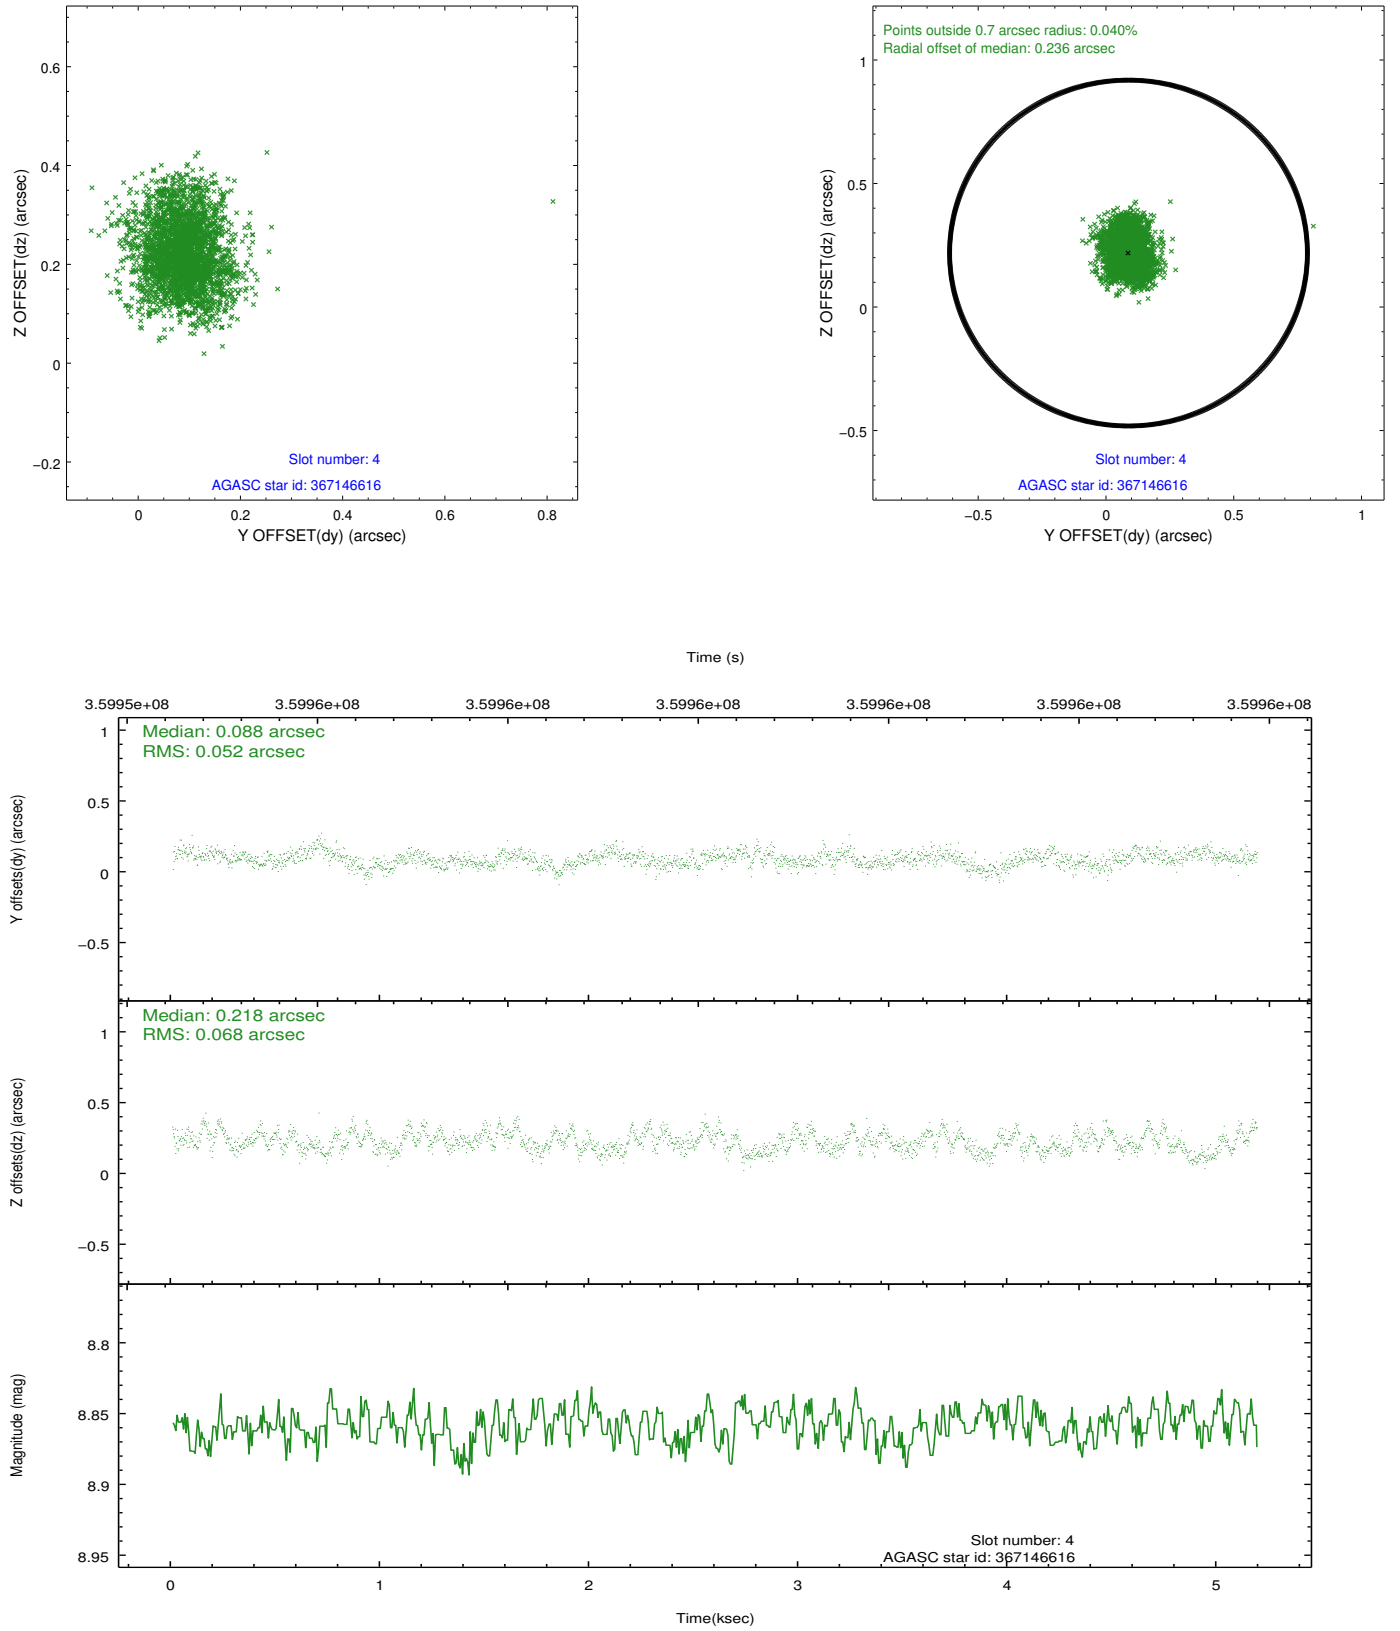 0.6
0.4
0.2
0
−0.2
Z OFFSET(dz) (arcsec)
Slot number: 4
AGASC star id: 367146616
0 0.2 0.4 0.6 0.8
Y OFFSET(dy) (arcsec)
Points outside 0.7 arcsec radius: 0.040%
Radial offset of median: 0.236 arcsec
1
0.5
0
−0.5
Z OFFSET(dz) (arcsec)
Slot number: 4
AGASC star id: 367146616
−0.5 0 0.5 1
Y OFFSET(dy) (arcsec)
Time (s)
3.5995e+08 3.5996e+08 3.5996e+08 3.5996e+08 3.5996e+08 3.5996e+08 3.5996e+08
Median: 0.088 arcsec
RMS: 0.052 arcsec
1
0.5
0
−0.5
Y offsets(dy) (arcsec)
Median: 0.218 arcsec
RMS: 0.068 arcsec
1
0.5
0
−0.5
Z offsets(dz) (arcsec)
8.8
8.85
8.9
8.95
Magnitude (mag)
Slot number: 4
AGASC star id: 367146616
0 1 2 3 4 5
Time(ksec)